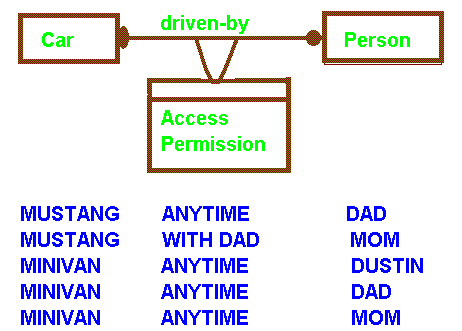 driven-by
Car
Person
Access
Permission
MUSTANG ANYTIME DAD
MUSTANG WITH DAD MOM
MINIVAN ANYTIME DUSTIN
MINIVAN ANYTIME DAD
MINIVAN ANYTIME MOM